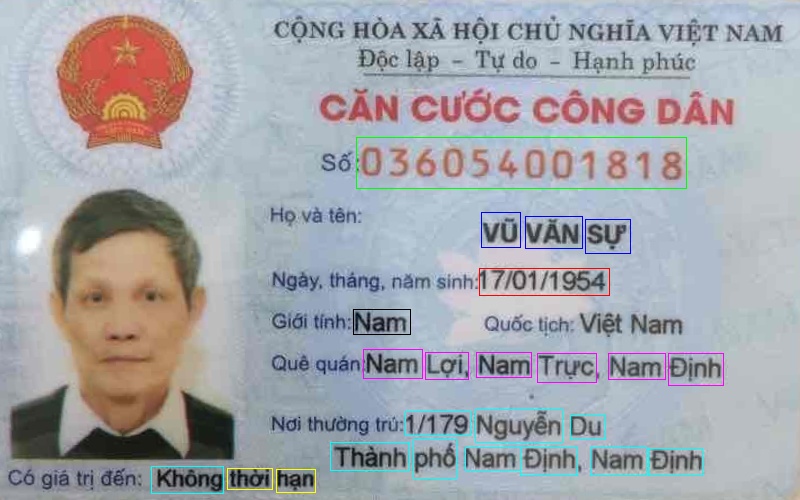 CỘNG HÒA XÃ HỘI CHỦ NGHĨA VIỆT NAM
Độc lập - Tự do - Hạnh phúc
CĂN CƯỚC CÔNG DÂN
Số: 036054001818
Họ và tên:
VŨ VĂN SỰ
Ngày, tháng, năm sinh: 17/01/1954
Giới tính: Nam Quốc tịch: Việt Nam
Quê quán: Nam Lợi, Nam Trực, Nam Định
Nơi thường trú: 1/179 Nguyễn Du
Thành phố Nam Định, Nam Định
Có giá trị đến: Không thời hạn